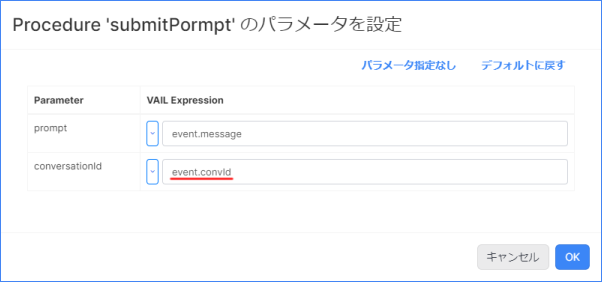 Procedure 'submitPormpt' のパラメータを設定
パラメータ指定なし デフォルトに戻す
Parameter VAIL Expression
prompt event.message
conversationId event.convId
キャンセル OK